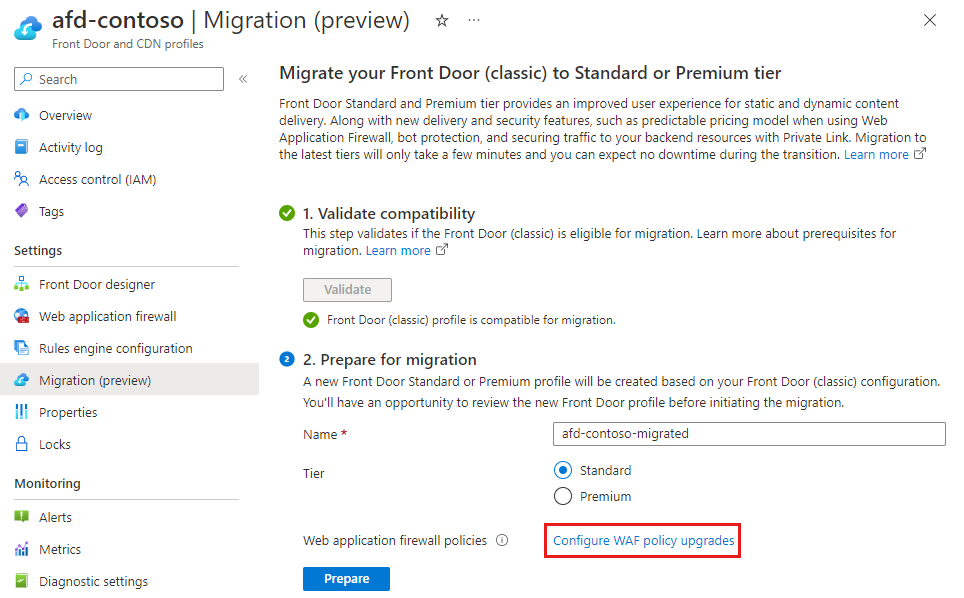 afd-contoso | Migration (preview)
Front Door and CDN profiles
Search
Overview
Activity log
Access control (IAM)
Tags
Settings
Front Door designer
Web application firewall
Rules engine configuration
Migration (preview)
Properties
Locks
Monitoring
Alerts
Metrics
Diagnostic settings
Migrate your Front Door (classic) to Standard or Premium tier
Front Door Standard and Premium tier provides an improved user experience for static and dynamic content
delivery. Along with new delivery and security features, such as predictable pricing model when using Web
Application Firewall, bot protection, and securing traffic to your backend resources with Private Link. Migration to
the latest tiers will only take a few minutes and you can expect no downtime during the transition. Learn more
1. Validate compatibility
This step validates if the Front Door (classic) is eligible for migration. Learn more about prerequisites for
migration. Learn more
Validate
Front Door (classic) profile is compatible for migration.
2 2. Prepare for migration
A new Front Door Standard or Premium profile will be created based on your Front Door (classic) configuration.
You'll have an opportunity to review the new Front Door profile before initiating the migration.
Name * afd-contoso-migrated
Tier Standard
Premium
Web application firewall policies Configure WAF policy upgrades
Prepare